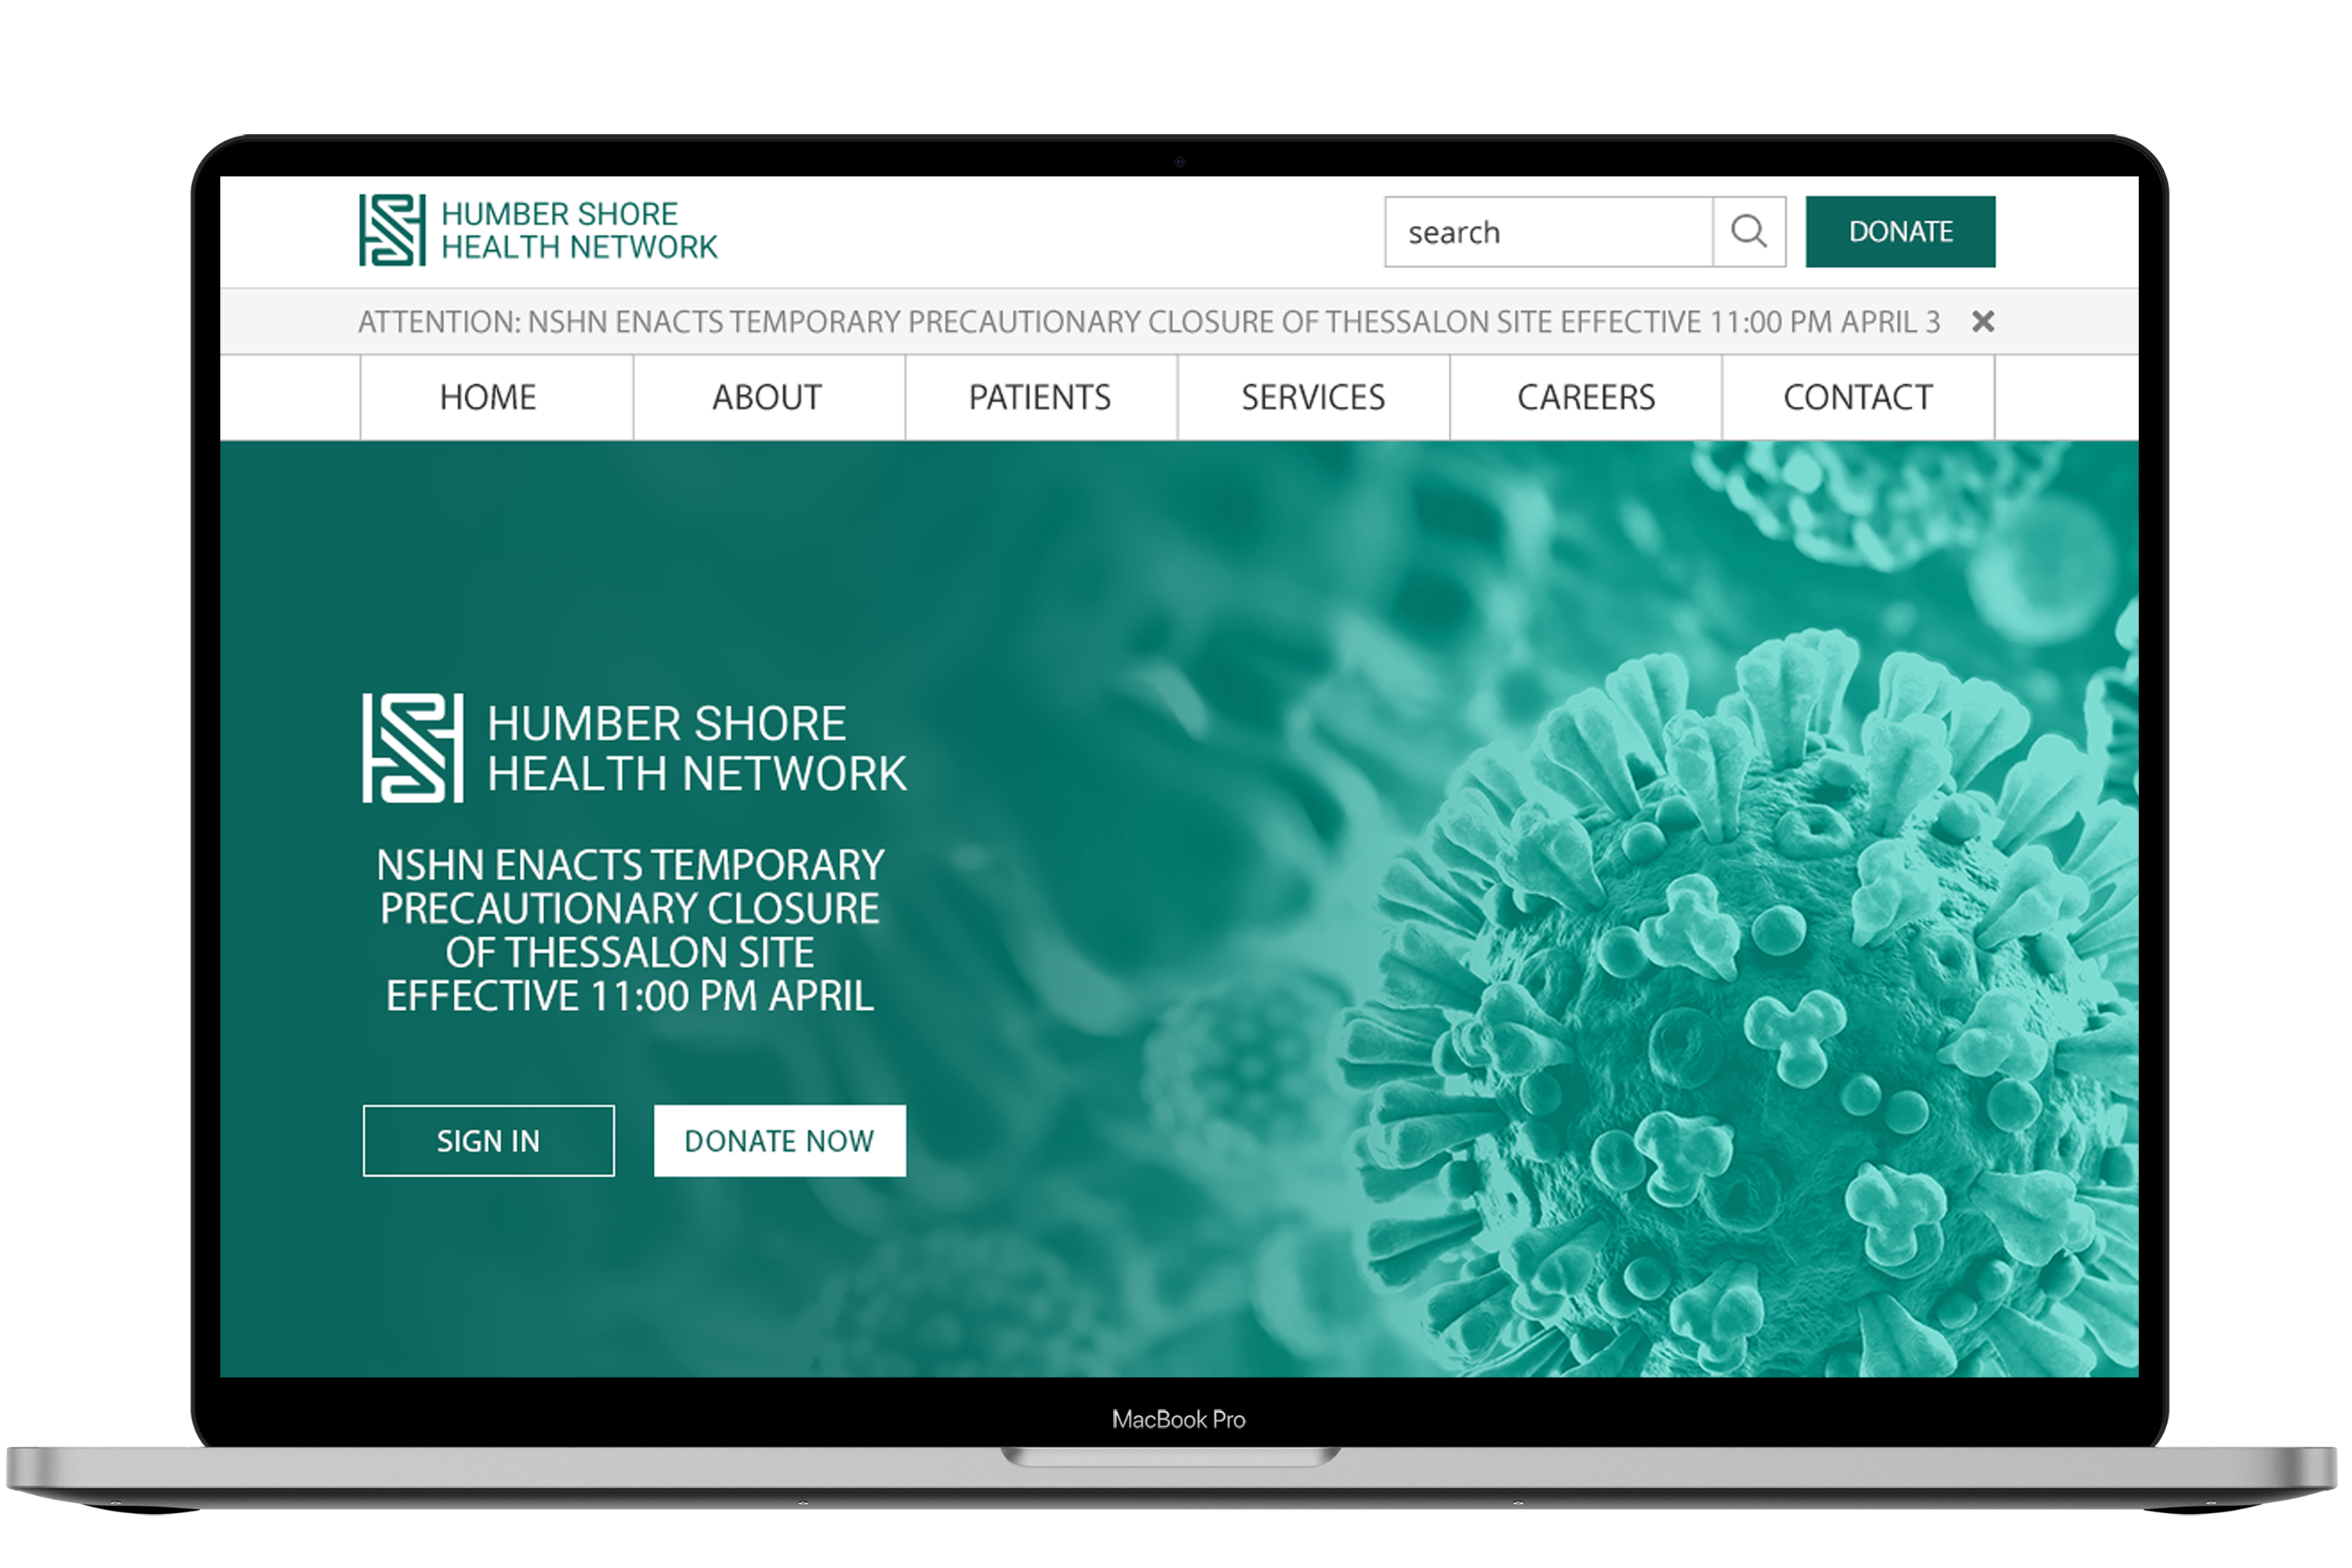 HUMBER SHORE
HEALTH NETWORK
search
DONATE
ATTENTION: NSHN ENACTS TEMPORARY PRECAUTIONARY CLOSURE OF THESSALON SITE EFFECTIVE 11:00 PM APRIL 3
HOME
ABOUT
PATIENTS
SERVICES
CAREERS
CONTACT
HUMBER SHORE
HEALTH NETWORK
NSHN ENACTS TEMPORARY
PRECAUTIONARY CLOSURE
OF THESSALON SITE
EFFECTIVE 11:00 PM APRIL
SIGN IN
DONATE NOW
MacBook Pro